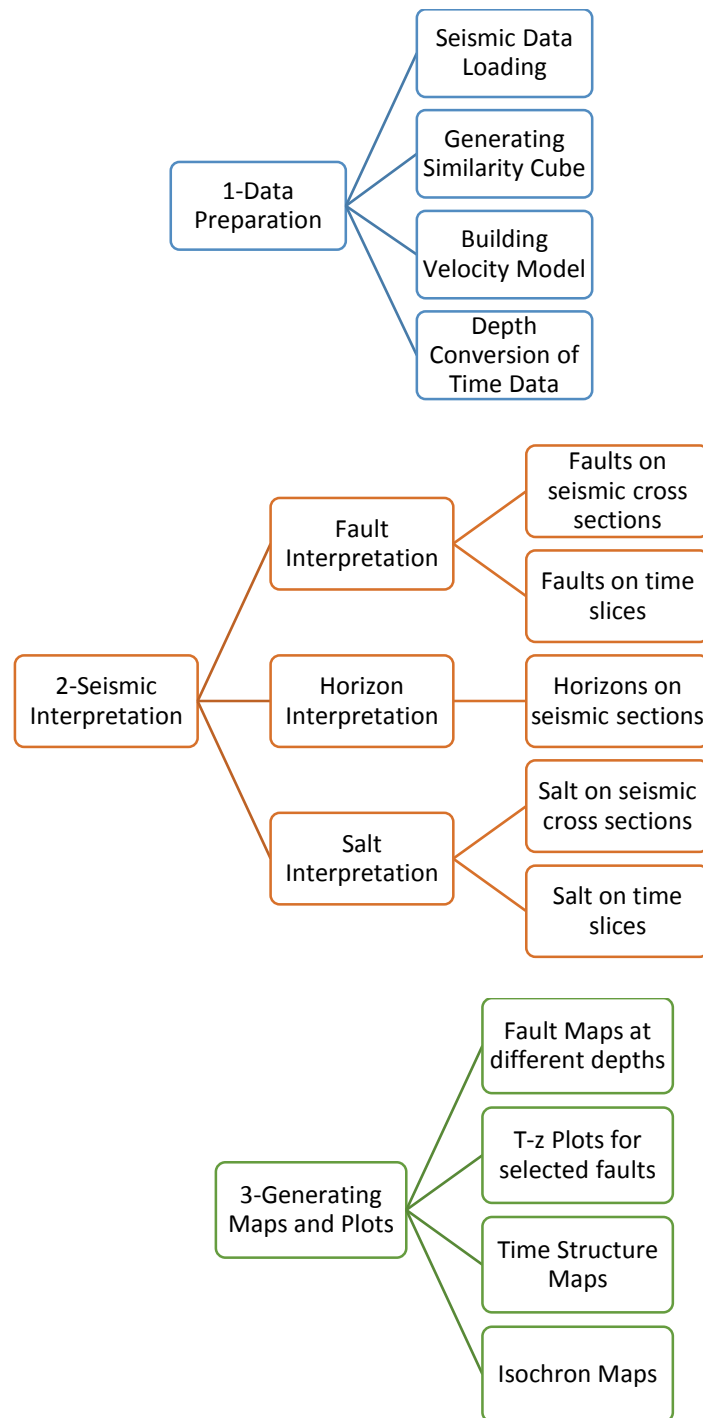 Seismic Data
Loading
Generating
Similarity Cube
1-Data
Preparation
Building
Velocity Model
Depth
Conversion of
Time Data
Faults on
seismic cross
sections
Fault
Interpretation
Faults on time
slices
2-Seismic
Interpretation
Horizon
Interpretation
Horizons on
seismic sections
Salt on seismic
cross sections
Salt
Interpretation
Salt on time
slices
Fault Maps at
different depths
T-z Plots for
selected faults
3-Generating
Maps and Plots
Time Structure
Maps
Isochron Maps